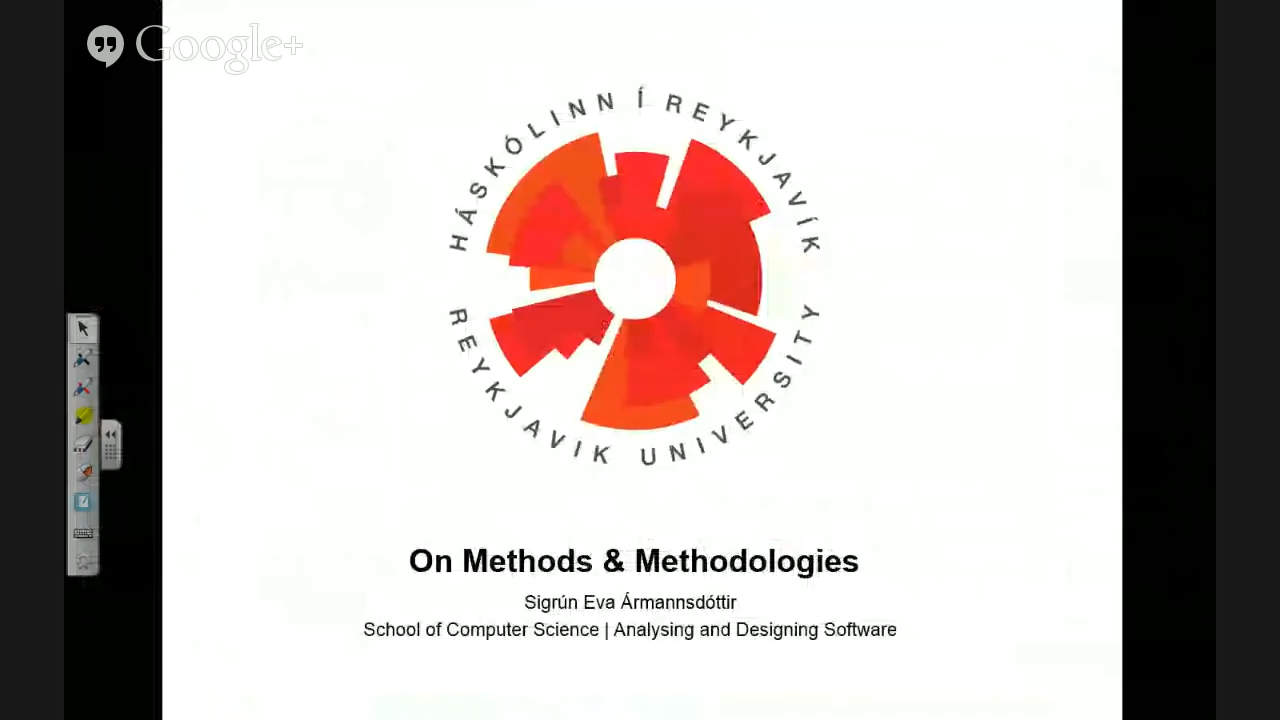 Google+
HÁSKÓLINN Í REYKJAVÍK
REYKJAVIK UNIVERSITY
On Methods & Methodologies
Sigrún Eva Ármannsdóttir
School of Computer Science | Analysing and Designing Software